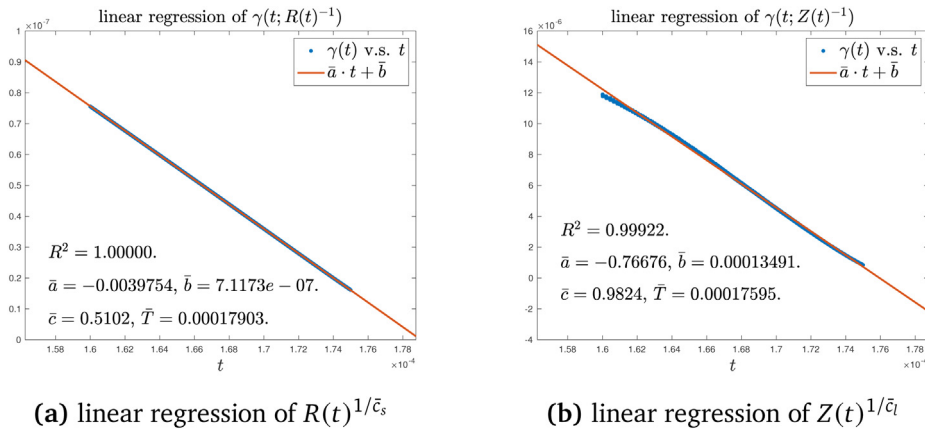 linear regression of γ(t; R(t)⁻¹)
×10⁻⁷
1
0.9
0.8
0.7
0.6
0.5
0.4
0.3
0.2
0.1
0
γ(t) v.s. t
ā · t + b̄
R² = 1.00000.
ā = −0.0039754, b̄ = 7.1173e − 07.
c̄ = 0.5102, T̄ = 0.00017903.
1.58 1.6 1.62 1.64 1.66 1.68 1.7 1.72 1.74 1.76 1.78
×10⁻⁴
t
(a) linear regression of R(t)^{1/c̄ₛ}
linear regression of γ(t; Z(t)⁻¹)
×10⁻⁶
16
14
12
10
8
6
4
2
0
-2
-4
γ(t) v.s. t
ā · t + b̄
R² = 0.99922.
ā = −0.76676, b̄ = 0.00013491.
c̄ = 0.9824, T̄ = 0.00017595.
1.58 1.6 1.62 1.64 1.66 1.68 1.7 1.72 1.74 1.76 1.78
×10⁻⁴
t
(b) linear regression of Z(t)^{1/c̄ₗ}